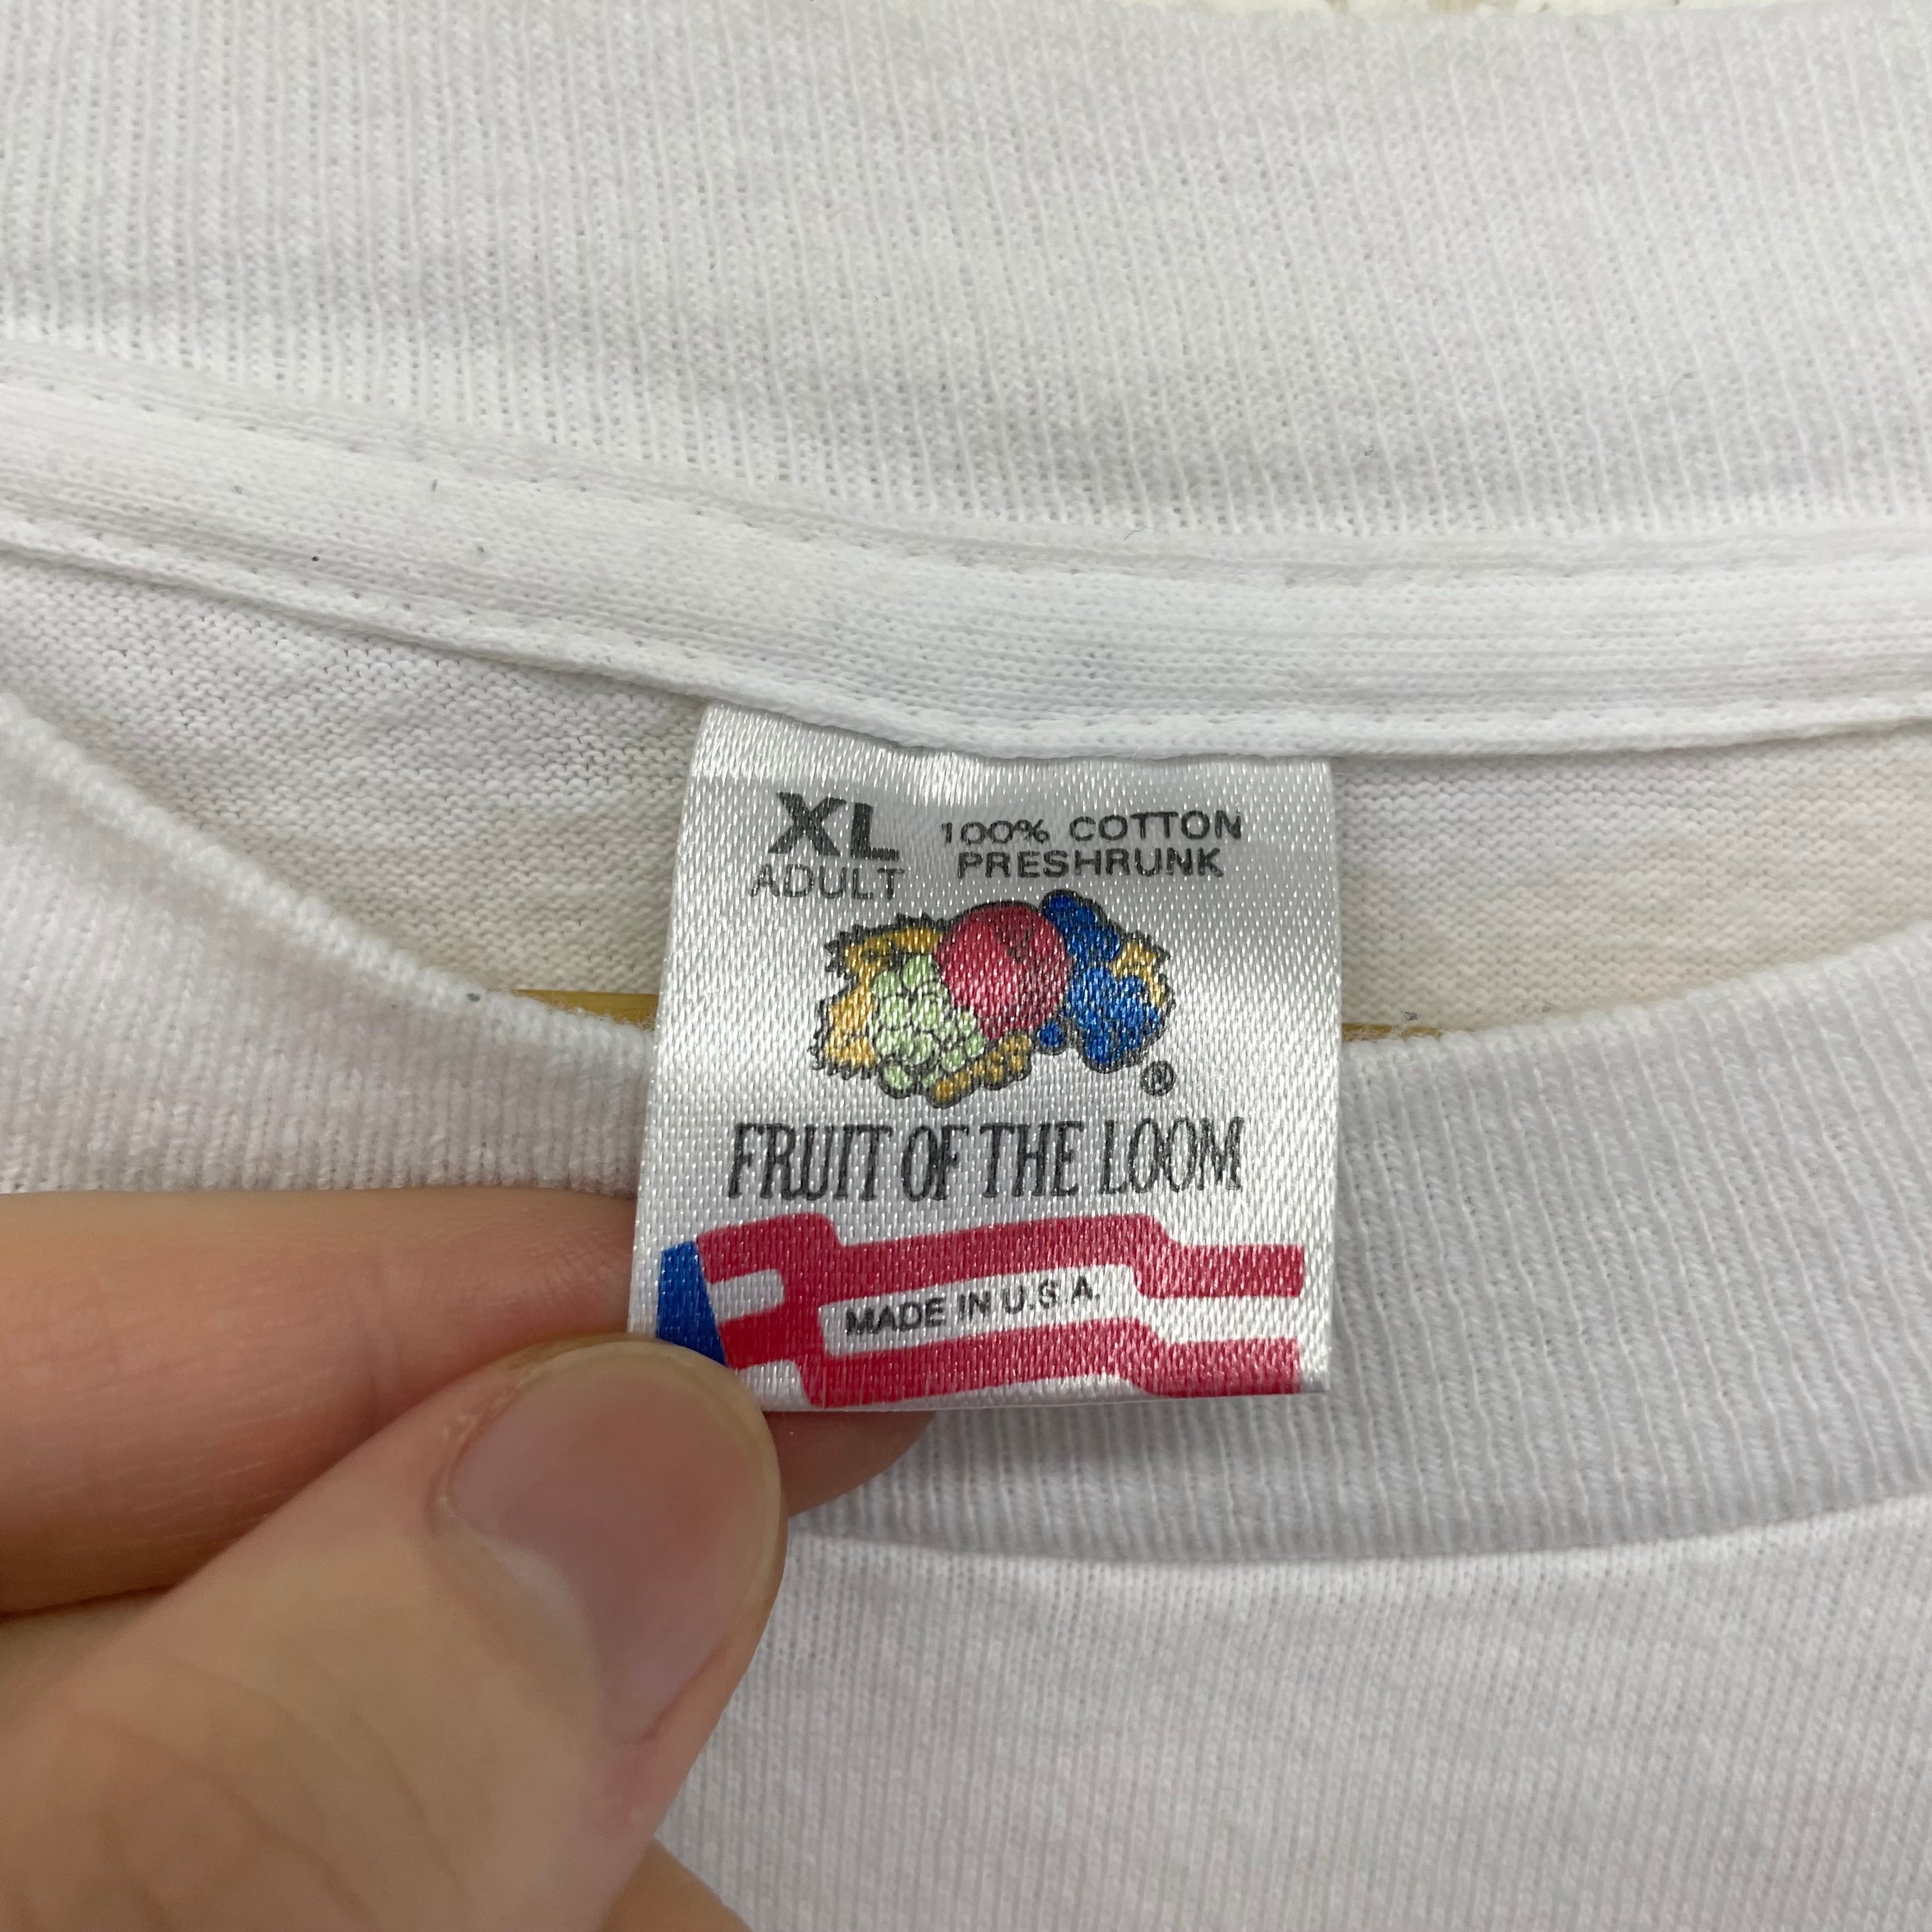 XL
ADULT
100% COTTON
PRESHRUNK
®
FRUIT OF THE LOOM
MADE IN U.S.A.